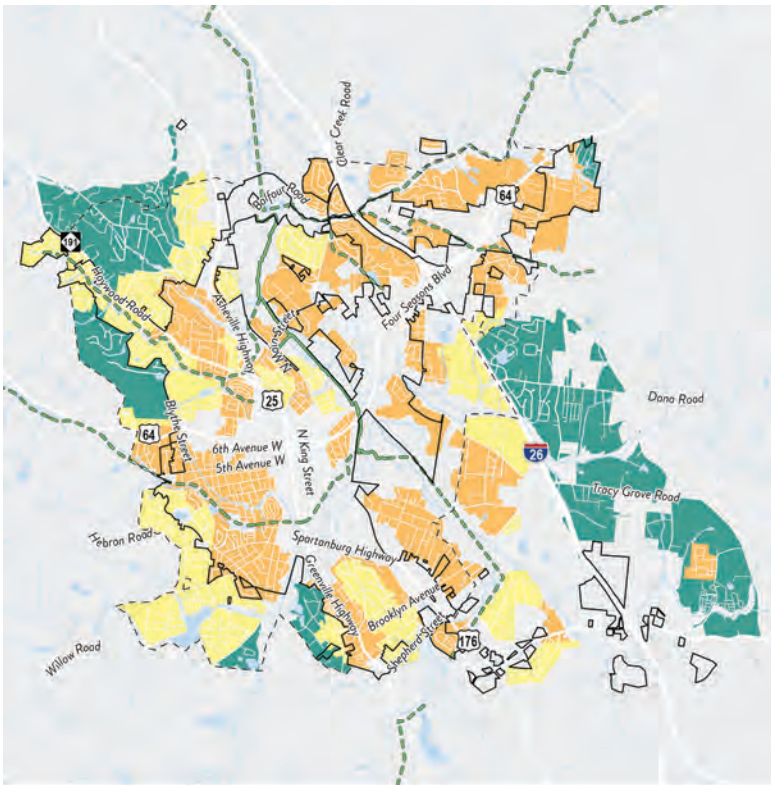 Clear Creek Road
64
Balfour Road
191
Haywood Road
Asheville Highway
Four Seasons Blvd
N Main Street
25
Dana Road
Blythe Street
64
6th Avenue W
5th Avenue W
N King Street
26
Tracy Grove Road
Hebron Road
Spartanburg Highway
Greenville Highway
Brooklyn Avenue
Shepherd Street
176
Willow Road